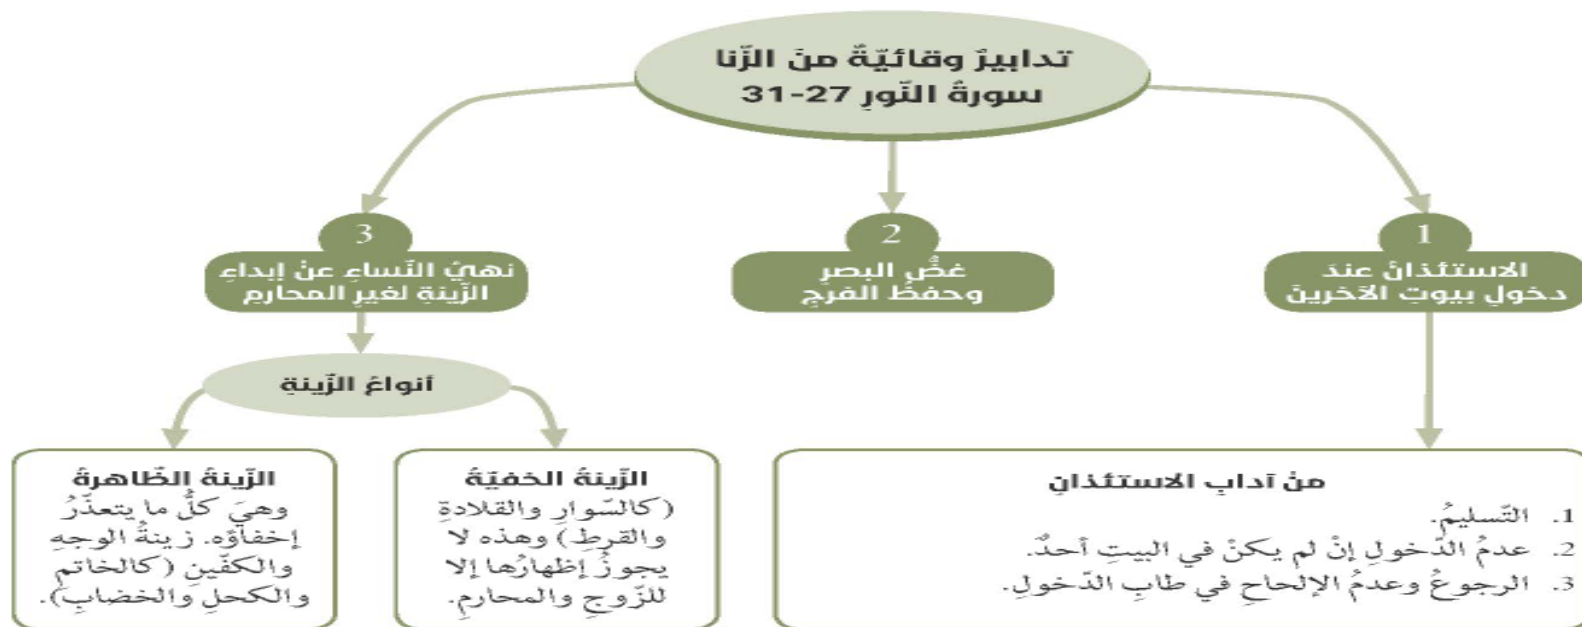 تدابيرٌ وقائيّةٌ منَ الزّنا
سورةُ النّورِ 27-31
1
الاستئذانُ عندَ
دخولِ بيوتِ الآخرينَ
2
غضُّ البصرِ
وحفظُ الفرجِ
3
نهيُ النّساءِ عنْ إبداءِ
الزّينةِ لغيرِ المحارمِ
منْ آدابِ الاستئذانِ
1. التّسليمُ.
2. عدمُ الدّخولِ إنْ لم يكنْ في البيتِ أحدٌ.
3. الرجوعُ وعدمُ الإلحاحِ في طابِ الدّخولِ.
أنواعُ الزّينةِ
الزّينةُ الخفيّةُ
(كالسّوارِ والقلادةِ
والقرطِ) وهذه لا
يجوزُ إظهارُها إلا
للزّوجِ والمحارمِ.
الزّينةُ الظّاهرةُ
وهيَ كلُّ ما يتعذّرُ
إخفاؤه. زينةُ الوجهِ
والكفّينِ (كالخاتمِ
والكحلِ والخضابِ).